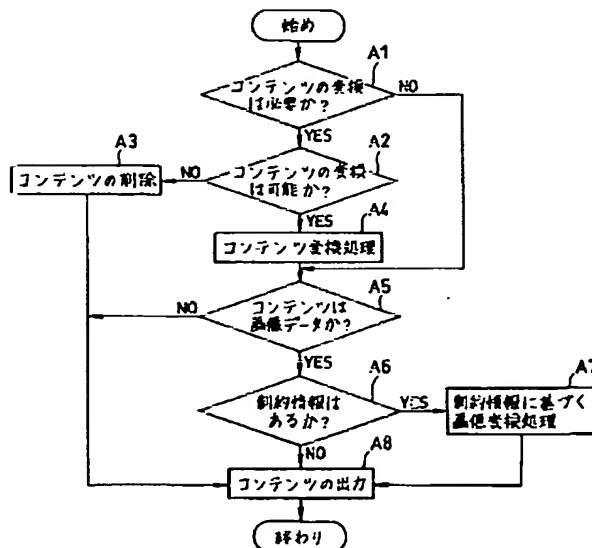 始め
A1
コンテンツの変換
は必要か?
NO
YES
A3
A2
コンテンツの削除
NO
コンテンツの変換
は可能か?
YES
A4
コンテンツ変換処理
A5
NO
コンテンツは
画像データか?
YES
A6
A7
制約情報は
あるか?
YES
制約情報に基づく
画像変換処理
NO
A8
コンテンツの出力
終わり